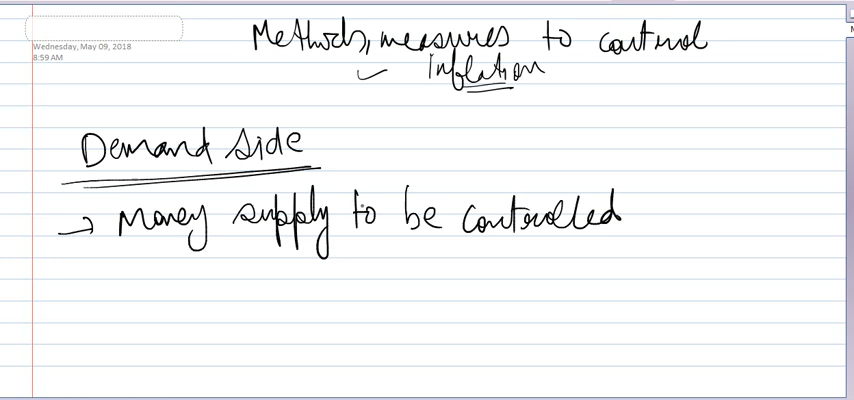 Methods, measures to control
inflation
Wednesday, May 09, 2018
8:59 AM
Demand side
→ Money supply to be controlled